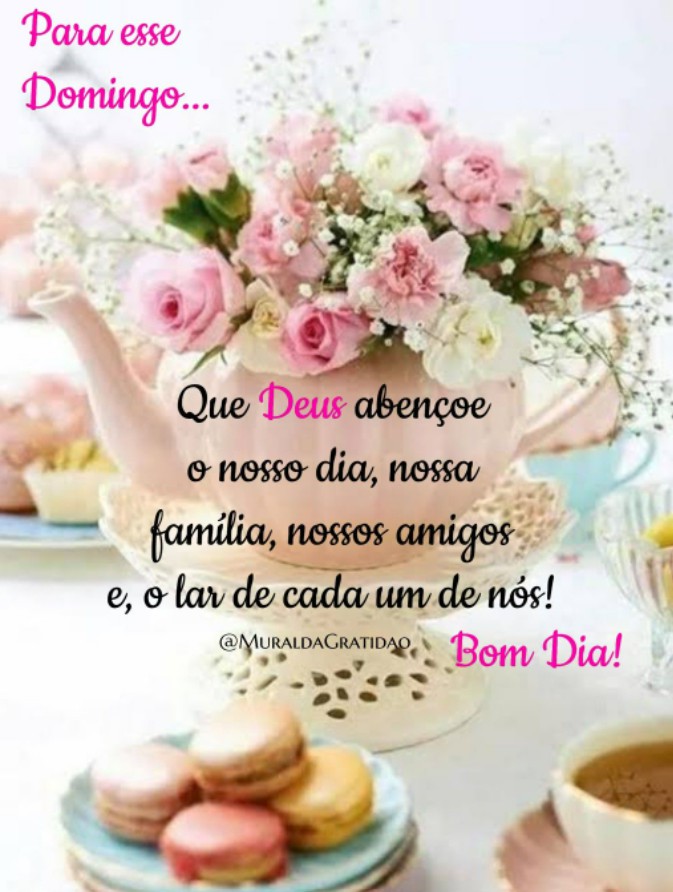 Para esse
Domingo...
Que Deus abençoe
o nosso dia, nossa
família, nossos amigos
e, o lar de cada um de nós!
@MuraldaGratidao
Bom Dia!